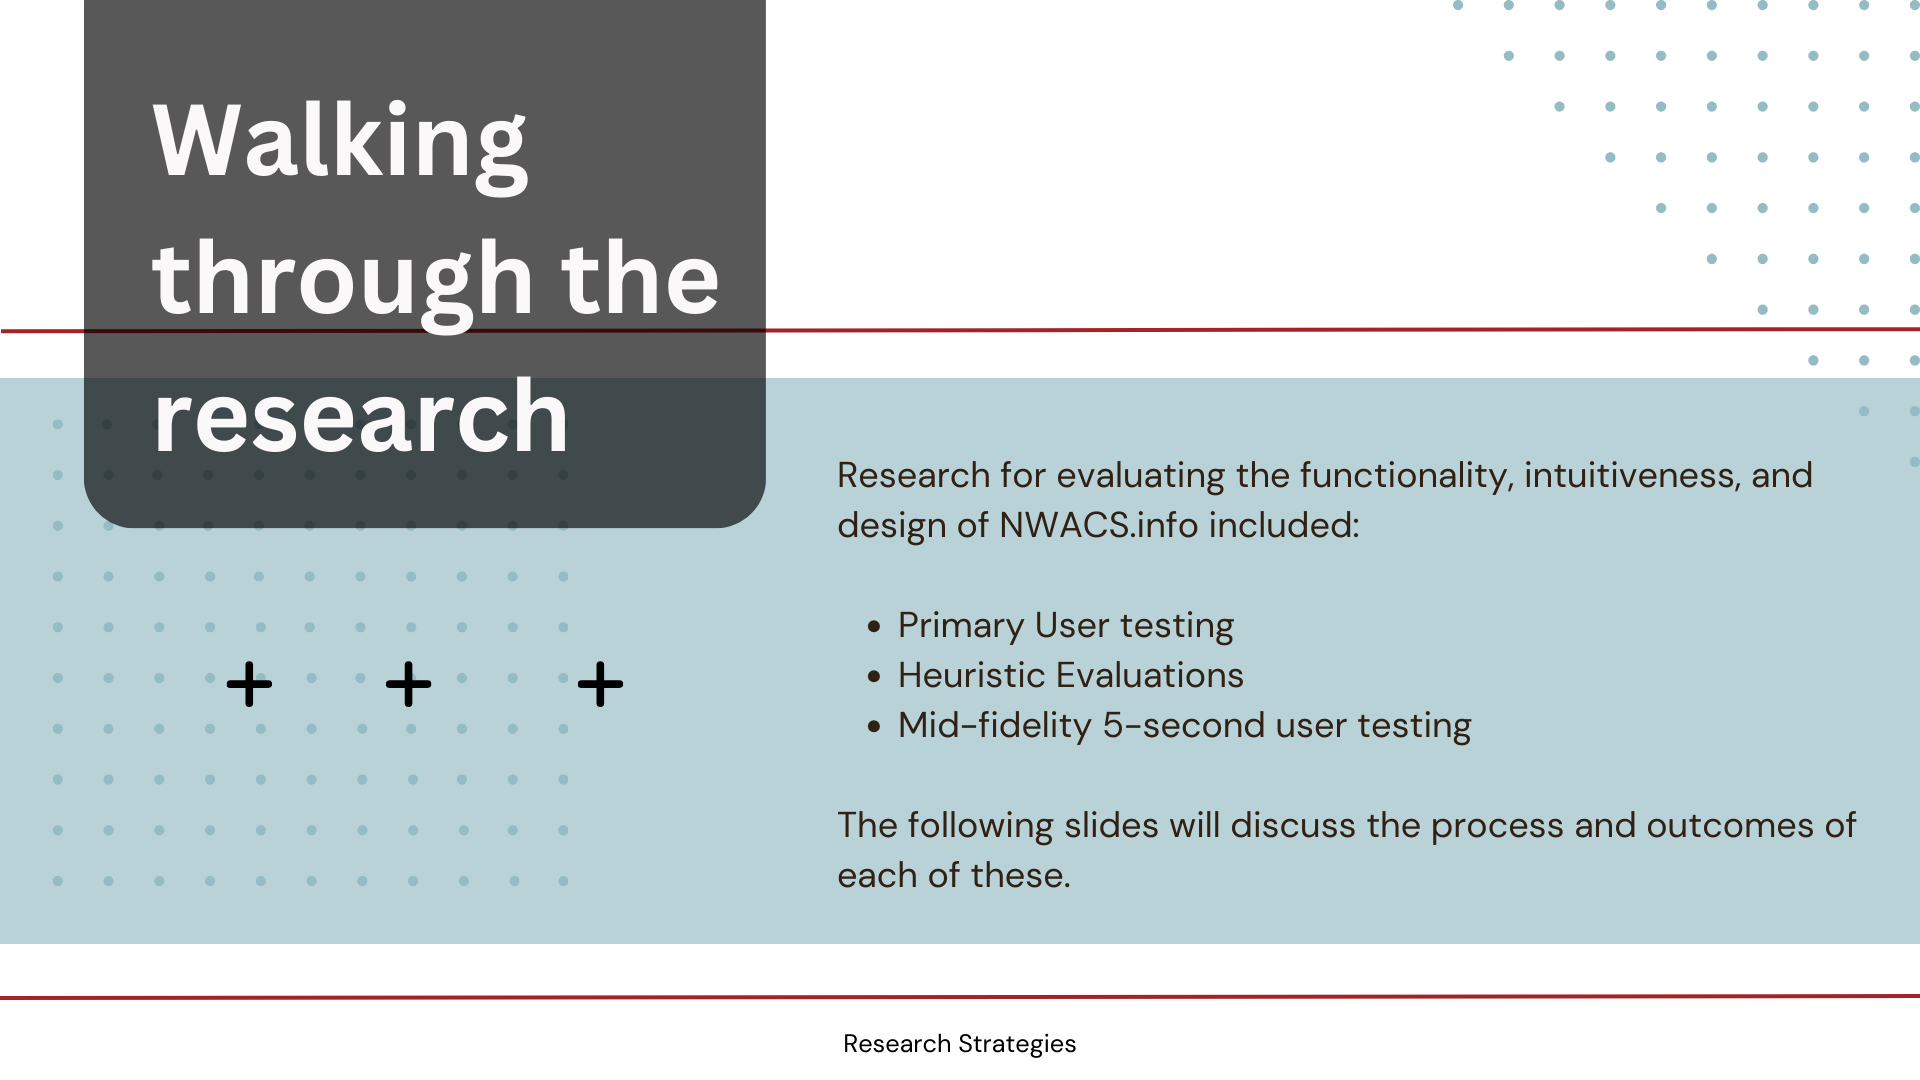 Walking
through the
research
Research for evaluating the functionality, intuitiveness, and
design of NWACS.info included:
• Primary User testing
• Heuristic Evaluations
• Mid-fidelity 5-second user testing
The following slides will discuss the process and outcomes of
each of these.
Research Strategies